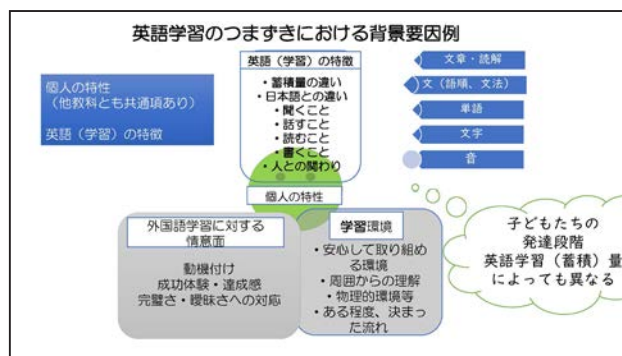 英語学習のつまずきにおける背景要因例
個人の特性
（他教科とも共通項あり）
英語（学習）の特徴
英語（学習）の特徴
・蓄積量の違い
・日本語との違い
・聞くこと
・話すこと
・読むこと
・書くこと
・人との関わり
文章・読解
文（語順、文法）
単語
文字
音
個人の特性
外国語学習に対する
情意面
動機付け
成功体験・達成感
完璧さ・曖昧さへの対応
学習環境
・安心して取り組め
る環境
・周囲からの理解
・物理的環境等
・ある程度、決まっ
た流れ
子どもたちの
発達段階
英語学習（蓄積）量
によっても異なる